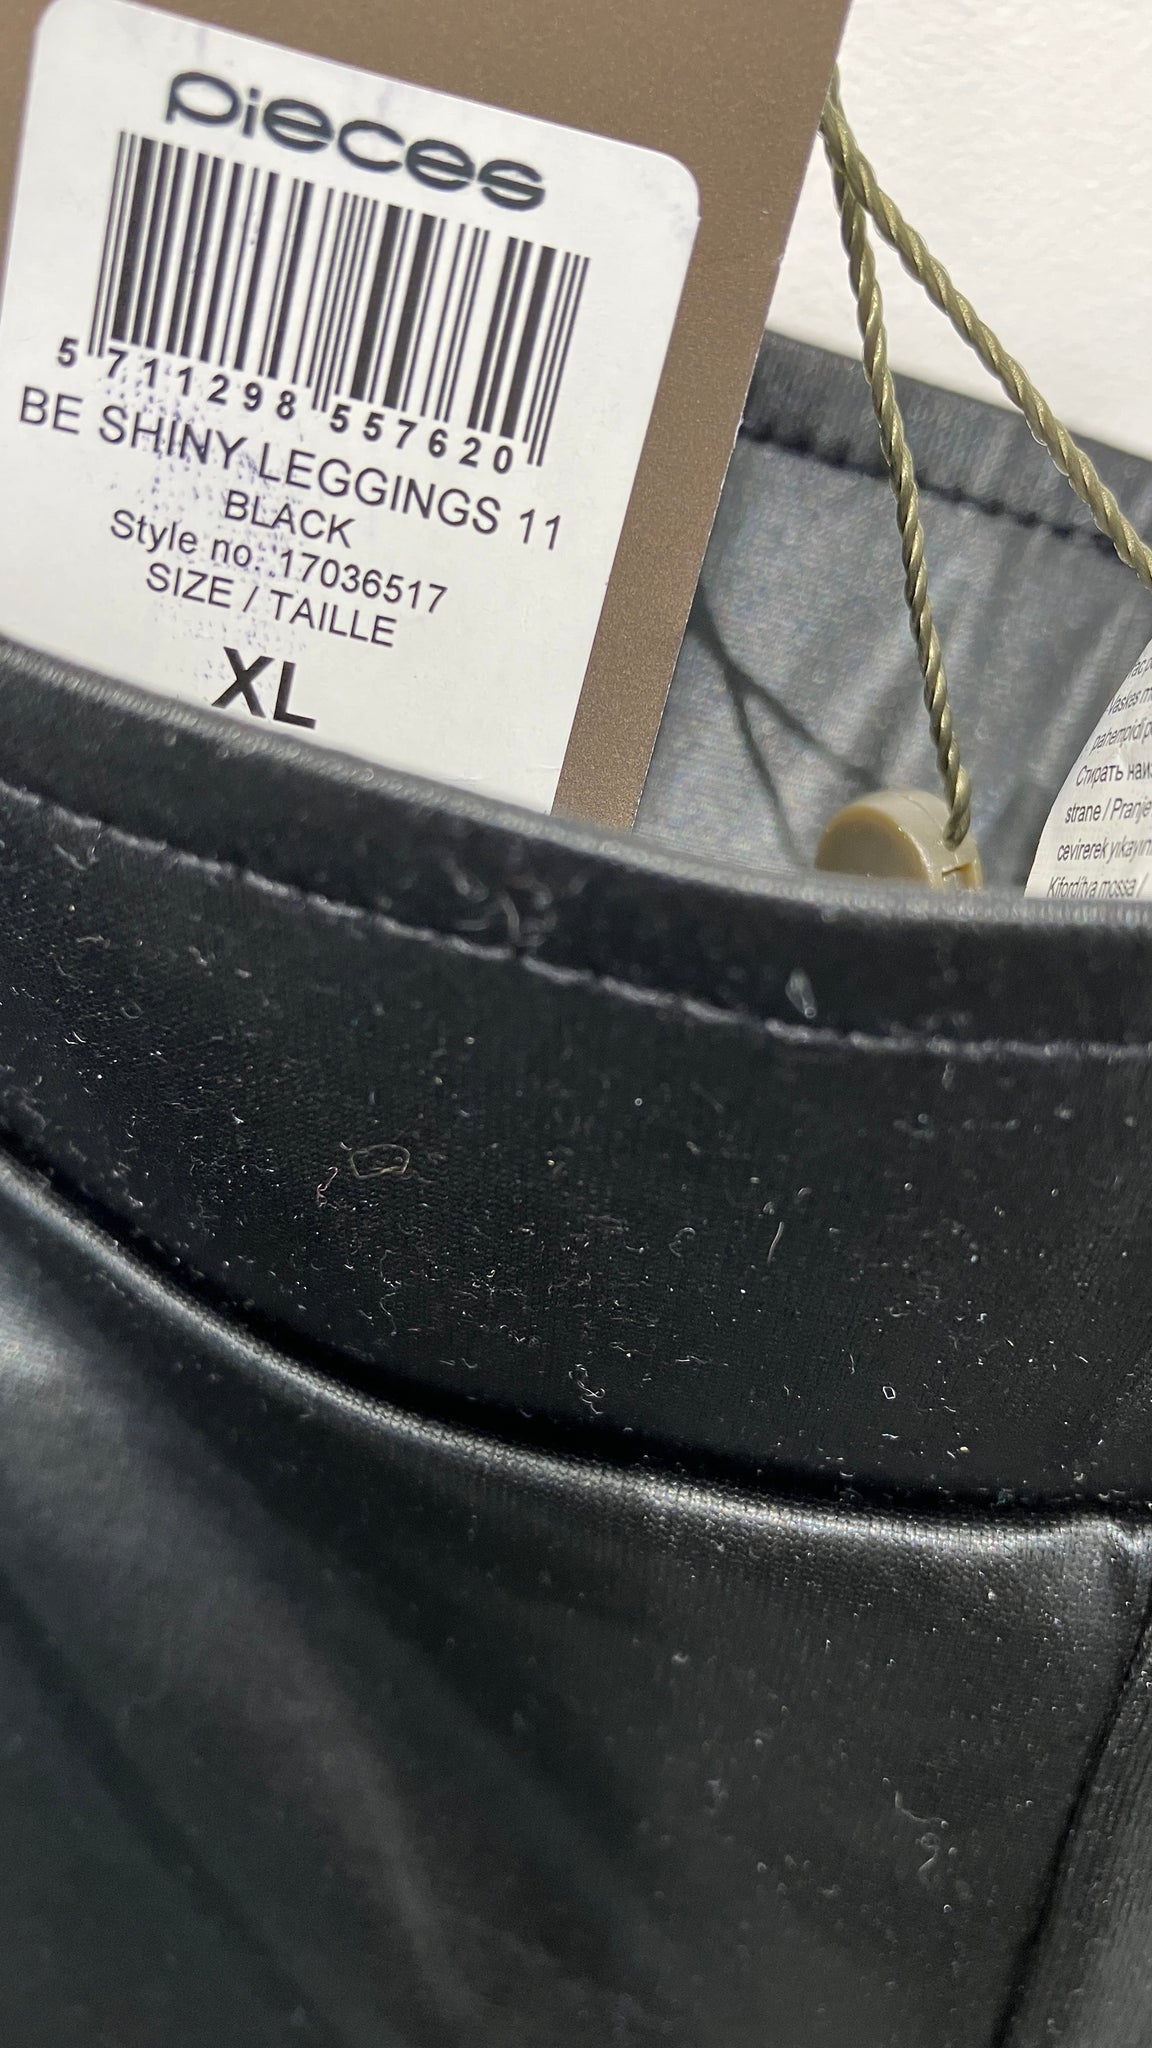 pieces
5 711298 557620
BE SHINY LEGGINGS 11
BLACK
Style no. 17036517
SIZE / TAILLE
XL
pahempidi
Стирать
strane / Pranje
cevirerek yıkayın
Kifordítva mossa /